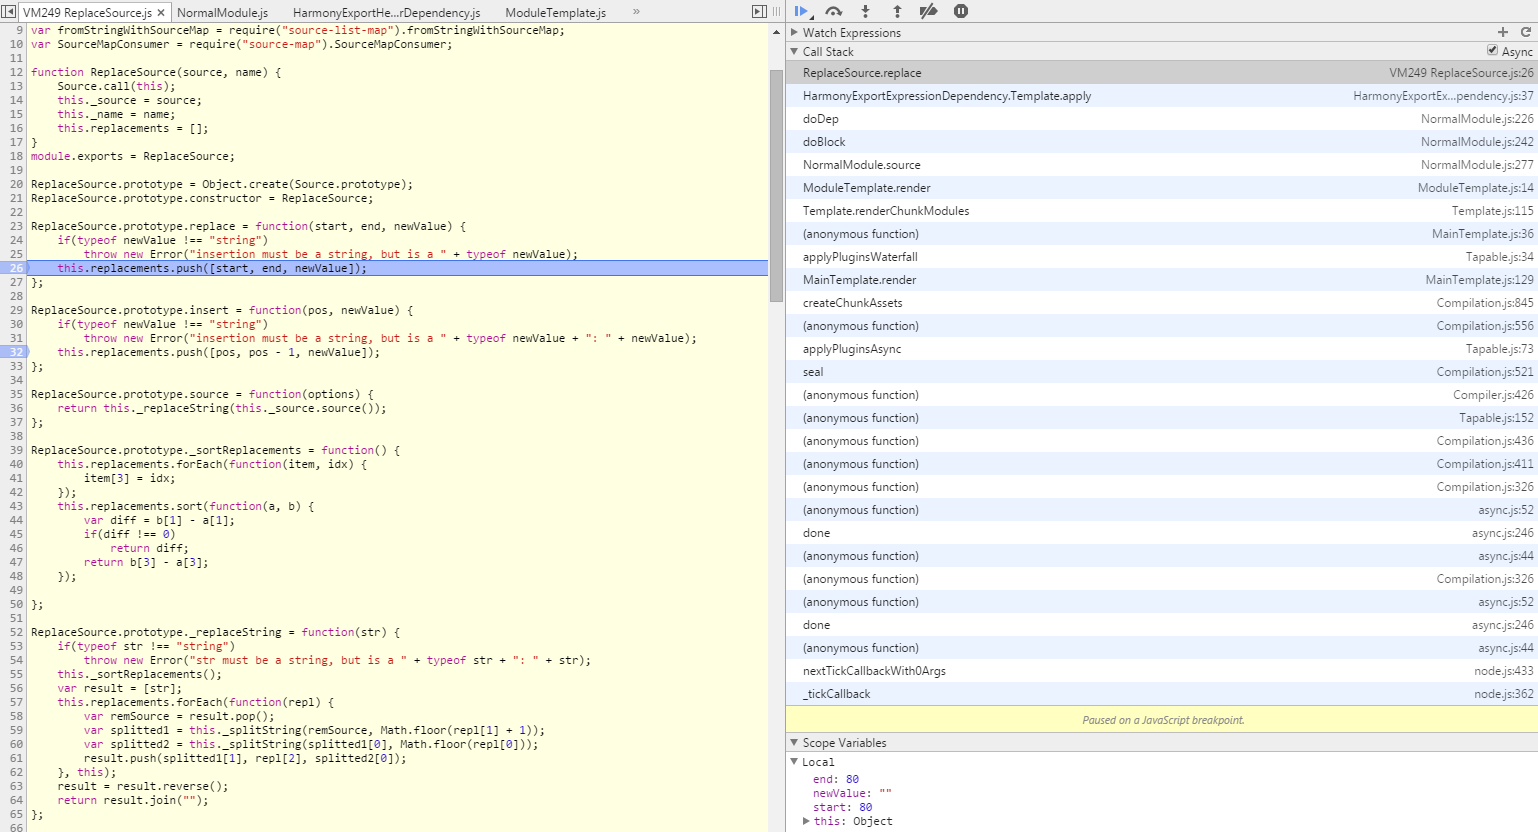 VM249 ReplaceSource.js ×
NormalModule.js
HarmonyExportHe...rDependency.js
ModuleTemplate.js
»
9 var fromStringWithSourceMap = require("source-list-map").fromStringWithSourceMap;
10 var SourceMapConsumer = require("source-map").SourceMapConsumer;
11
12 function ReplaceSource(source, name) {
13     Source.call(this);
14     this._source = source;
15     this._name = name;
16     this.replacements = [];
17 }
18 module.exports = ReplaceSource;
19
20 ReplaceSource.prototype = Object.create(Source.prototype);
21 ReplaceSource.prototype.constructor = ReplaceSource;
22
23 ReplaceSource.prototype.replace = function(start, end, newValue) {
24     if(typeof newValue !== "string")
25         throw new Error("insertion must be a string, but is a " + typeof newValue);
26     this.replacements.push([start, end, newValue]);
27 };
28
29 ReplaceSource.prototype.insert = function(pos, newValue) {
30     if(typeof newValue !== "string")
31         throw new Error("insertion must be a string, but is a " + typeof newValue + ": " + newValue);
32     this.replacements.push([pos, pos - 1, newValue]);
33 };
34
35 ReplaceSource.prototype.source = function(options) {
36     return this._replaceString(this._source.source());
37 };
38
39 ReplaceSource.prototype._sortReplacements = function() {
40     this.replacements.forEach(function(item, idx) {
41         item[3] = idx;
42     });
43     this.replacements.sort(function(a, b) {
44         var diff = b[1] - a[1];
45         if(diff !== 0)
46             return diff;
47         return b[3] - a[3];
48     });
49
50 };
51
52 ReplaceSource.prototype._replaceString = function(str) {
53     if(typeof str !== "string")
54         throw new Error("str must be a string, but is a " + typeof str + ": " + str);
55     this._sortReplacements();
56     var result = [str];
57     this.replacements.forEach(function(repl) {
58         var remSource = result.pop();
59         var splitted1 = this._splitString(remSource, Math.floor(repl[1] + 1));
60         var splitted2 = this._splitString(splitted1[0], Math.floor(repl[0]));
61         result.push(splitted1[1], repl[2], splitted2[0]);
62     }, this);
63     result = result.reverse();
64     return result.join("");
65 };
66
Watch Expressions
Call Stack Async
ReplaceSource.replace VM249 ReplaceSource.js:26
HarmonyExportExpressionDependency.Template.apply HarmonyExportEx...pendency.js:37
doDep NormalModule.js:226
doBlock NormalModule.js:242
NormalModule.source NormalModule.js:277
ModuleTemplate.render ModuleTemplate.js:14
Template.renderChunkModules Template.js:115
(anonymous function) MainTemplate.js:36
applyPluginsWaterfall Tapable.js:34
MainTemplate.render MainTemplate.js:129
createChunkAssets Compilation.js:845
(anonymous function) Compilation.js:556
applyPluginsAsync Tapable.js:73
seal Compilation.js:521
(anonymous function) Compiler.js:426
(anonymous function) Tapable.js:152
(anonymous function) Compilation.js:436
(anonymous function) Compilation.js:411
(anonymous function) Compilation.js:326
(anonymous function) async.js:52
done async.js:246
(anonymous function) async.js:44
(anonymous function) Compilation.js:326
(anonymous function) async.js:52
done async.js:246
(anonymous function) async.js:44
nextTickCallbackWith0Args node.js:433
_tickCallback node.js:362
Paused on a JavaScript breakpoint.
Scope Variables
Local
end: 80
newValue: ""
start: 80
this: Object